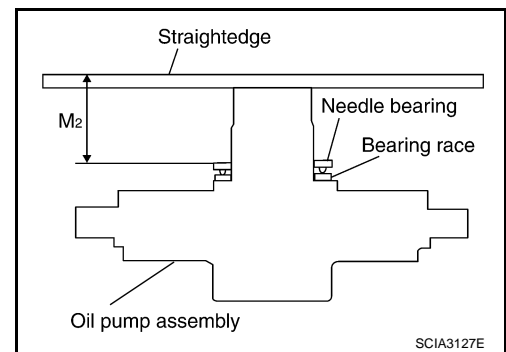 Straightedge
M2
Needle bearing
Bearing race
Oil pump assembly
SCIA3127E